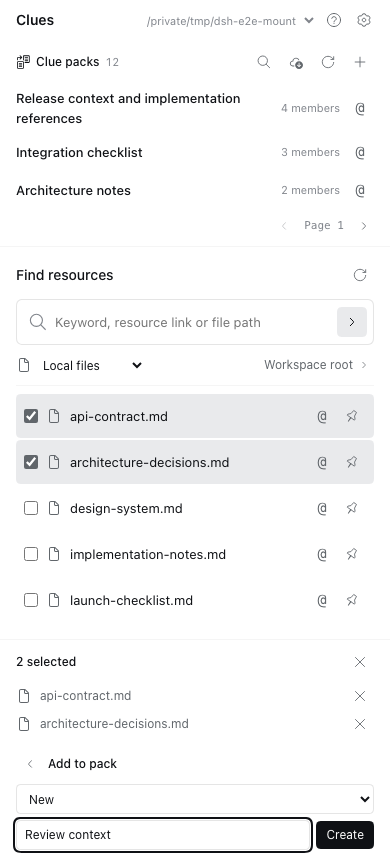 Clues
/private/tmp/dsh-e2e-mount
Clue packs 12
Release context and implementation
references
4 members @
Integration checklist 3 members @
Architecture notes 2 members @
Page 1
Find resources
Keyword, resource link or file path
Local files Workspace root
api-contract.md @
architecture-decisions.md @
design-system.md @
implementation-notes.md @
launch-checklist.md @
2 selected
api-contract.md
architecture-decisions.md
Add to pack
New
Review context Create